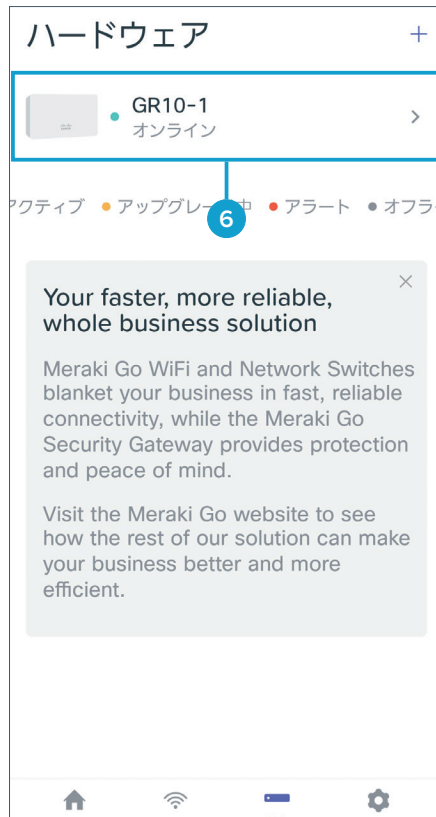 ハードウェア
GR10-1
オンライン
アクティブ アップグレー 中 アラート オフラ
6
Your faster, more reliable,
whole business solution
Meraki Go WiFi and Network Switches
blanket your business in fast, reliable
connectivity, while the Meraki Go
Security Gateway provides protection
and peace of mind.
Visit the Meraki Go website to see
how the rest of our solution can make
your business better and more
efficient.